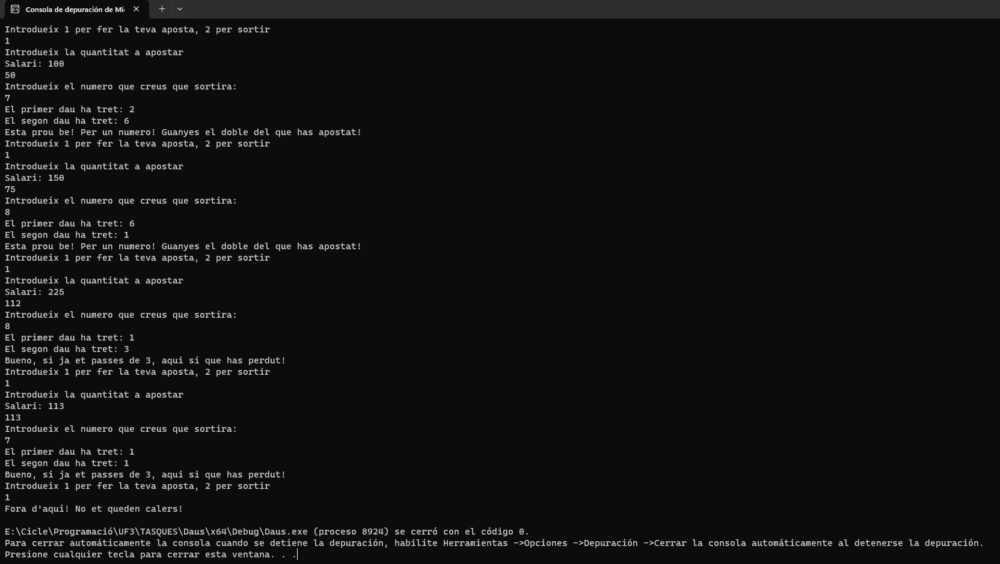 Consola de depuración de Mi
Introdueix 1 per fer la teva aposta, 2 per sortir
1
Introdueix la quantitat a apostar
Salari: 100
50
Introdueix el numero que creus que sortira:
7
El primer dau ha tret: 2
El segon dau ha tret: 6
Esta prou be! Per un numero! Guanyes el doble del que has apostat!
Introdueix 1 per fer la teva aposta, 2 per sortir
1
Introdueix la quantitat a apostar
Salari: 150
75
Introdueix el numero que creus que sortira:
8
El primer dau ha tret: 6
El segon dau ha tret: 1
Esta prou be! Per un numero! Guanyes el doble del que has apostat!
Introdueix 1 per fer la teva aposta, 2 per sortir
1
Introdueix la quantitat a apostar
Salari: 225
112
Introdueix el numero que creus que sortira:
8
El primer dau ha tret: 1
El segon dau ha tret: 3
Bueno, si ja et passes de 3, aqui si que has perdut!
Introdueix 1 per fer la teva aposta, 2 per sortir
1
Introdueix la quantitat a apostar
Salari: 113
113
Introdueix el numero que creus que sortira:
7
El primer dau ha tret: 1
El segon dau ha tret: 1
Bueno, si ja et passes de 3, aqui si que has perdut!
Introdueix 1 per fer la teva aposta, 2 per sortir
1
Fora d'aqui! No et queden calers!
E:\Cicle\Programació\UF3\TASQUES\Daus\x64\Debug\Daus.exe (proceso 8924) se cerró con el código 0.
Para cerrar automáticamente la consola cuando se detiene la depuración, habilite Herramientas ->Opciones ->Depuración ->Cerrar la consola automáticamente al detenerse la depuración.
Presione cualquier tecla para cerrar esta ventana. . .